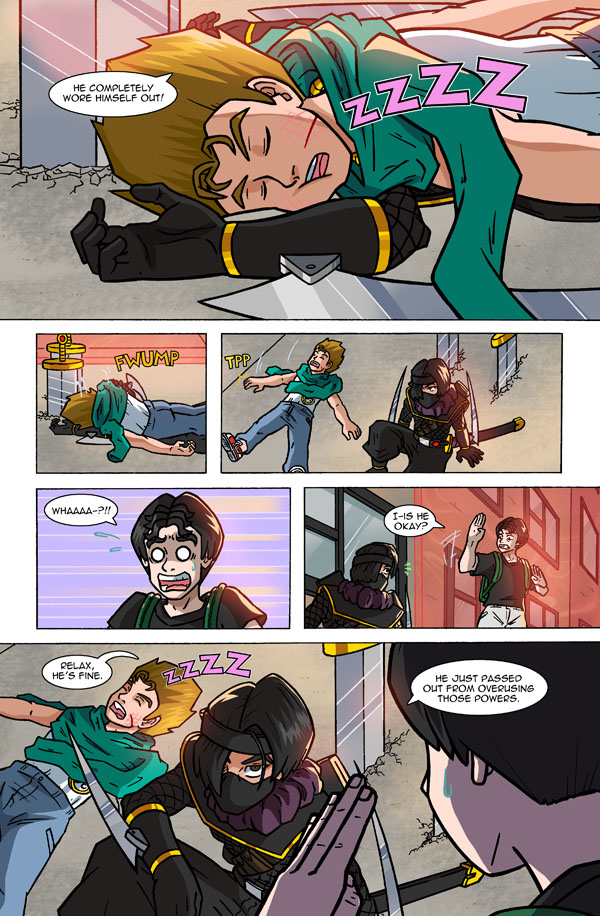 HE COMPLETELY
WORE HIMSELF OUT!
ZZZZ
FWUMP
TPP
WHAAAA-?!!
I-IS HE
OKAY?
RELAX,
HE'S FINE.
ZZZZ
HE JUST PASSED
OUT FROM OVERUSING
THOSE POWERS.